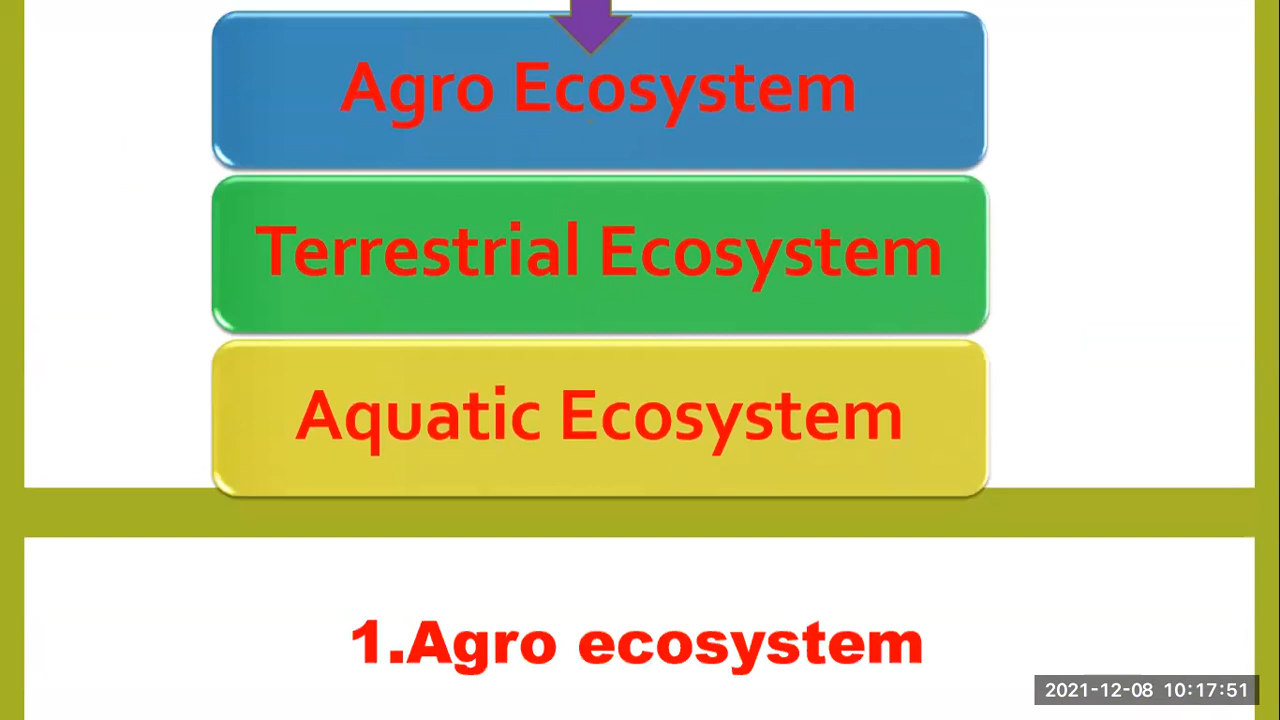 Agro Ecosystem
Terrestrial Ecosystem
Aquatic Ecosystem
1.Agro ecosystem
2021-12-08 10:17:51